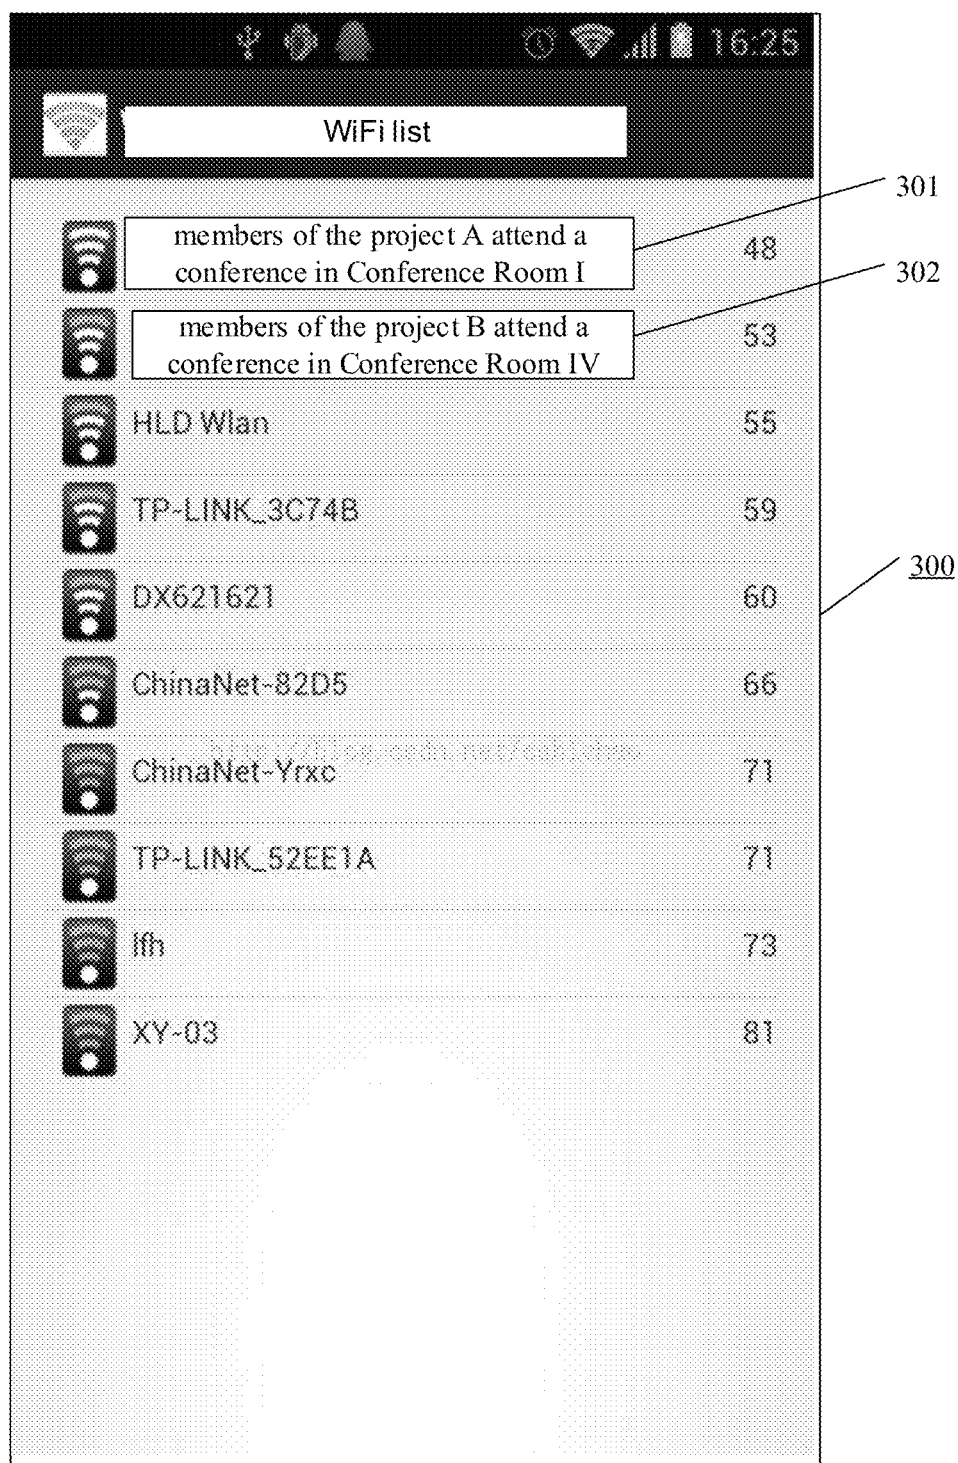 16:25
WiFi list
301
members of the project A attend a
conference in Conference Room I
48
302
members of the project B attend a
conference in Conference Room IV
53
HLD Wlan 55
TP-LINK_3C74B 59
300
DX621621 60
ChinaNet-82D5 66
ChinaNet-Yrxc 71
TP-LINK_52EE1A 71
lfh 73
XY-03 81